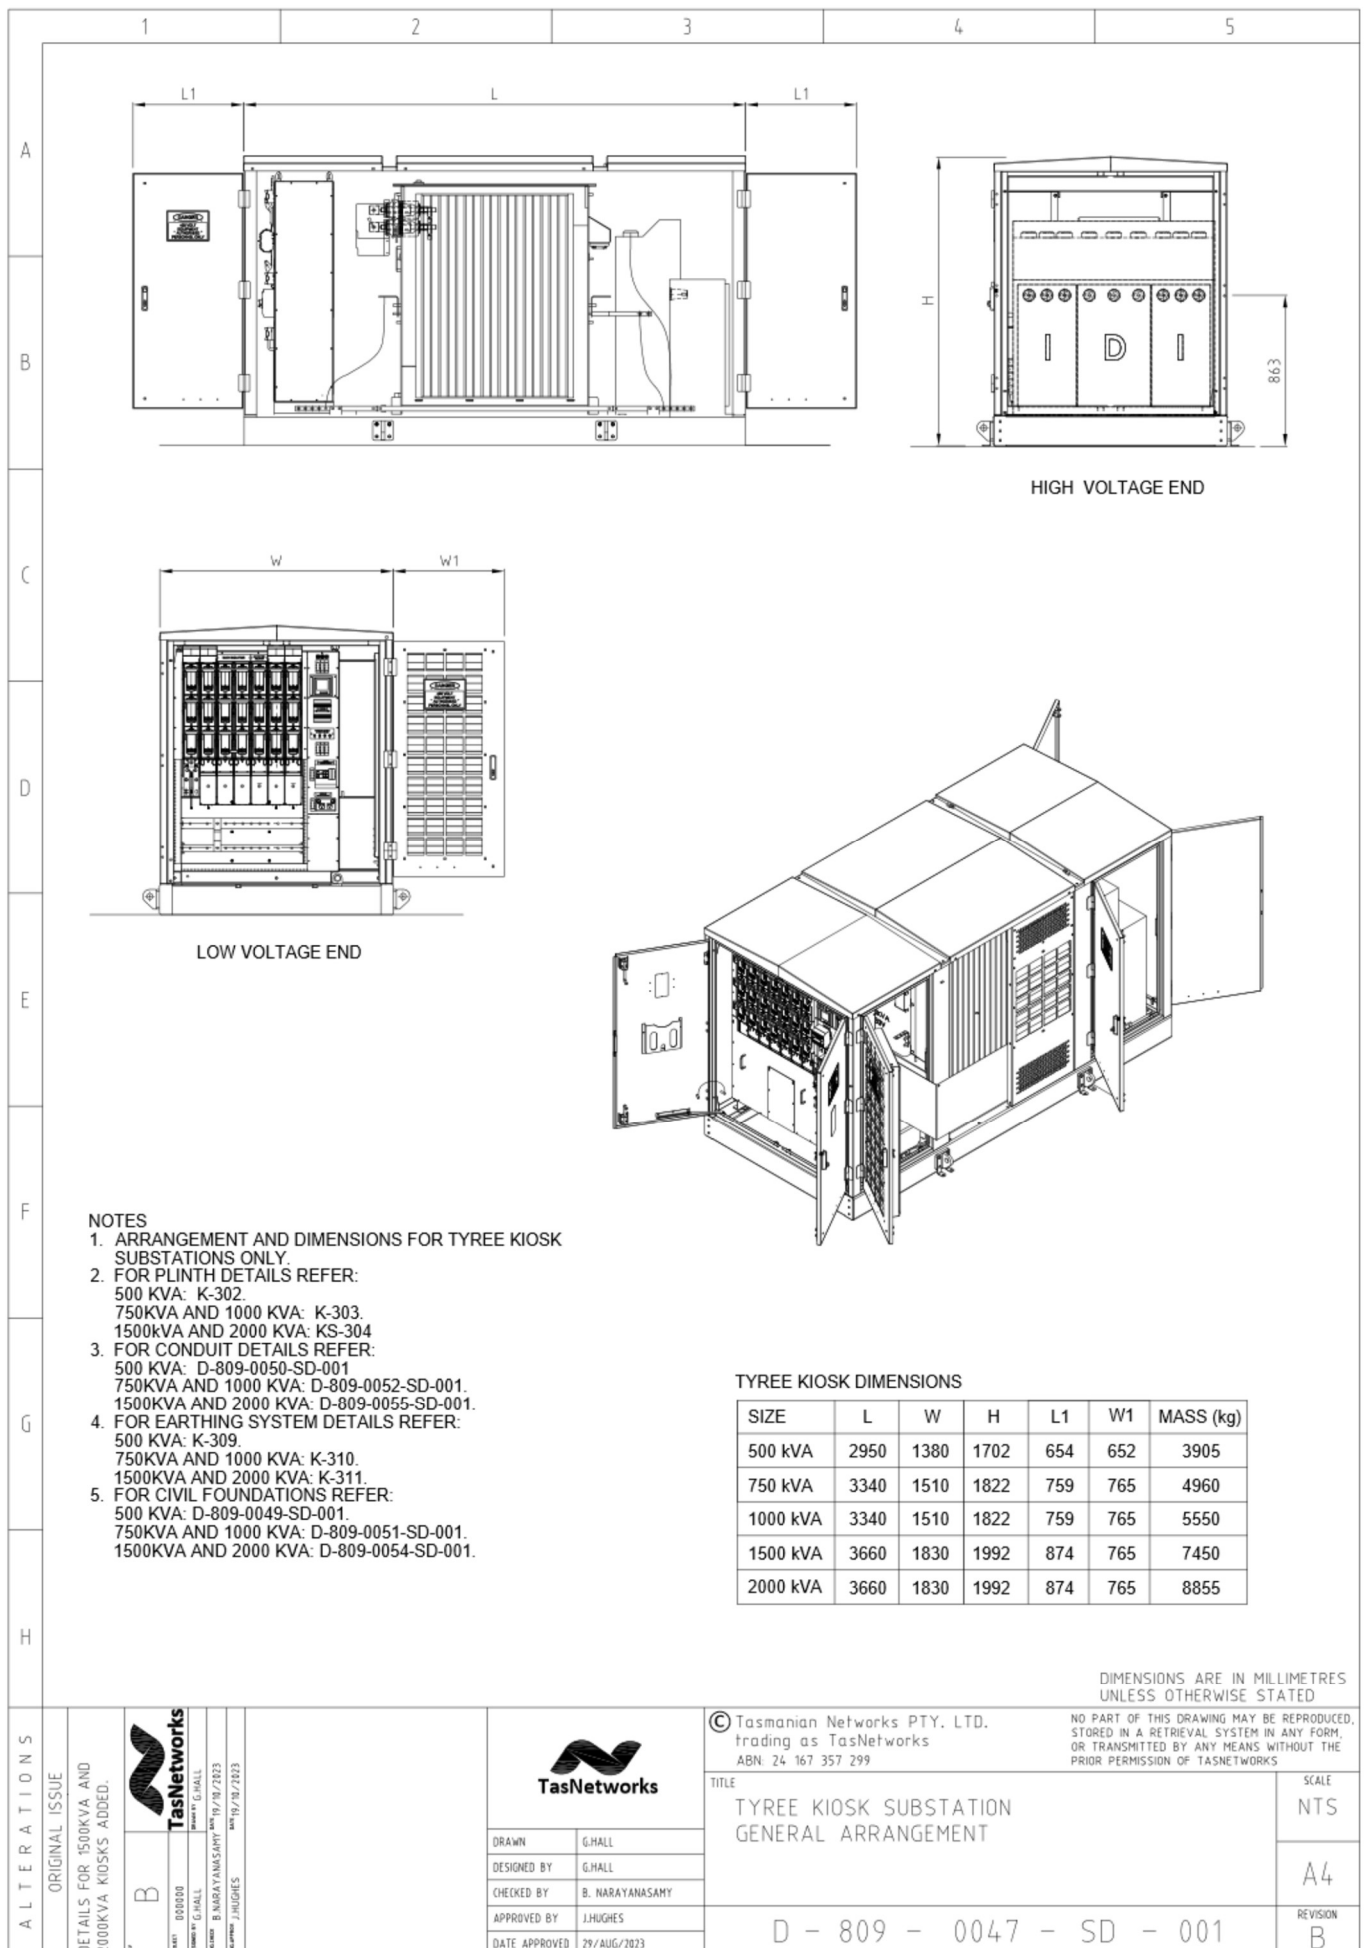 1 2 3 4 5
A
B
C
D
E
F
G
H
L1 L L1
DANGER
H
863
I D I
HIGH VOLTAGE END
W W1
DANGER
LOW VOLTAGE END
NOTES
1. ARRANGEMENT AND DIMENSIONS FOR TYREE KIOSK
SUBSTATIONS ONLY.
2. FOR PLINTH DETAILS REFER:
500 KVA: K-302.
750KVA AND 1000 KVA: K-303.
1500kVA AND 2000 KVA: KS-304
3. FOR CONDUIT DETAILS REFER:
500 KVA: D-809-0050-SD-001
750KVA AND 1000 KVA: D-809-0052-SD-001.
1500KVA AND 2000 KVA: D-809-0055-SD-001.
4. FOR EARTHING SYSTEM DETAILS REFER:
500 KVA: K-309.
750KVA AND 1000 KVA: K-310.
1500KVA AND 2000 KVA: K-311.
5. FOR CIVIL FOUNDATIONS REFER:
500 KVA: D-809-0049-SD-001.
750KVA AND 1000 KVA: D-809-0051-SD-001.
1500KVA AND 2000 KVA: D-809-0054-SD-001.
TYREE KIOSK DIMENSIONS
SIZE L W H L1 W1 MASS (kg)
500 kVA 2950 1380 1702 654 652 3905
750 kVA 3340 1510 1822 759 765 4960
1000 kVA 3340 1510 1822 759 765 5550
1500 kVA 3660 1830 1992 874 765 7450
2000 kVA 3660 1830 1992 874 765 8855
DIMENSIONS ARE IN MILLIMETRES
UNLESS OTHERWISE STATED
ALTERATIONS
ORIGINAL ISSUE
DETAILS FOR 1500KVA AND
2000KVA KIOSKS ADDED.
B
TasNetworks
000000
G.HALL
G.HALL
B.NARAYANASAMY
19/10/2023
J.HUGHES
19/10/2023
TasNetworks
DRAWN G.HALL
DESIGNED BY G.HALL
CHECKED BY B. NARAYANASAMY
APPROVED BY J.HUGHES
DATE APPROVED 29/AUG/2023
© Tasmanian Networks PTY. LTD.
trading as TasNetworks
ABN: 24 167 357 299
NO PART OF THIS DRAWING MAY BE REPRODUCED,
STORED IN A RETRIEVAL SYSTEM IN ANY FORM,
OR TRANSMITTED BY ANY MEANS WITHOUT THE
PRIOR PERMISSION OF TASNETWORKS
TITLE
TYREE KIOSK SUBSTATION
GENERAL ARRANGEMENT
SCALE
NTS
A4
D - 809 - 0047 - SD - 001
REVISION
B